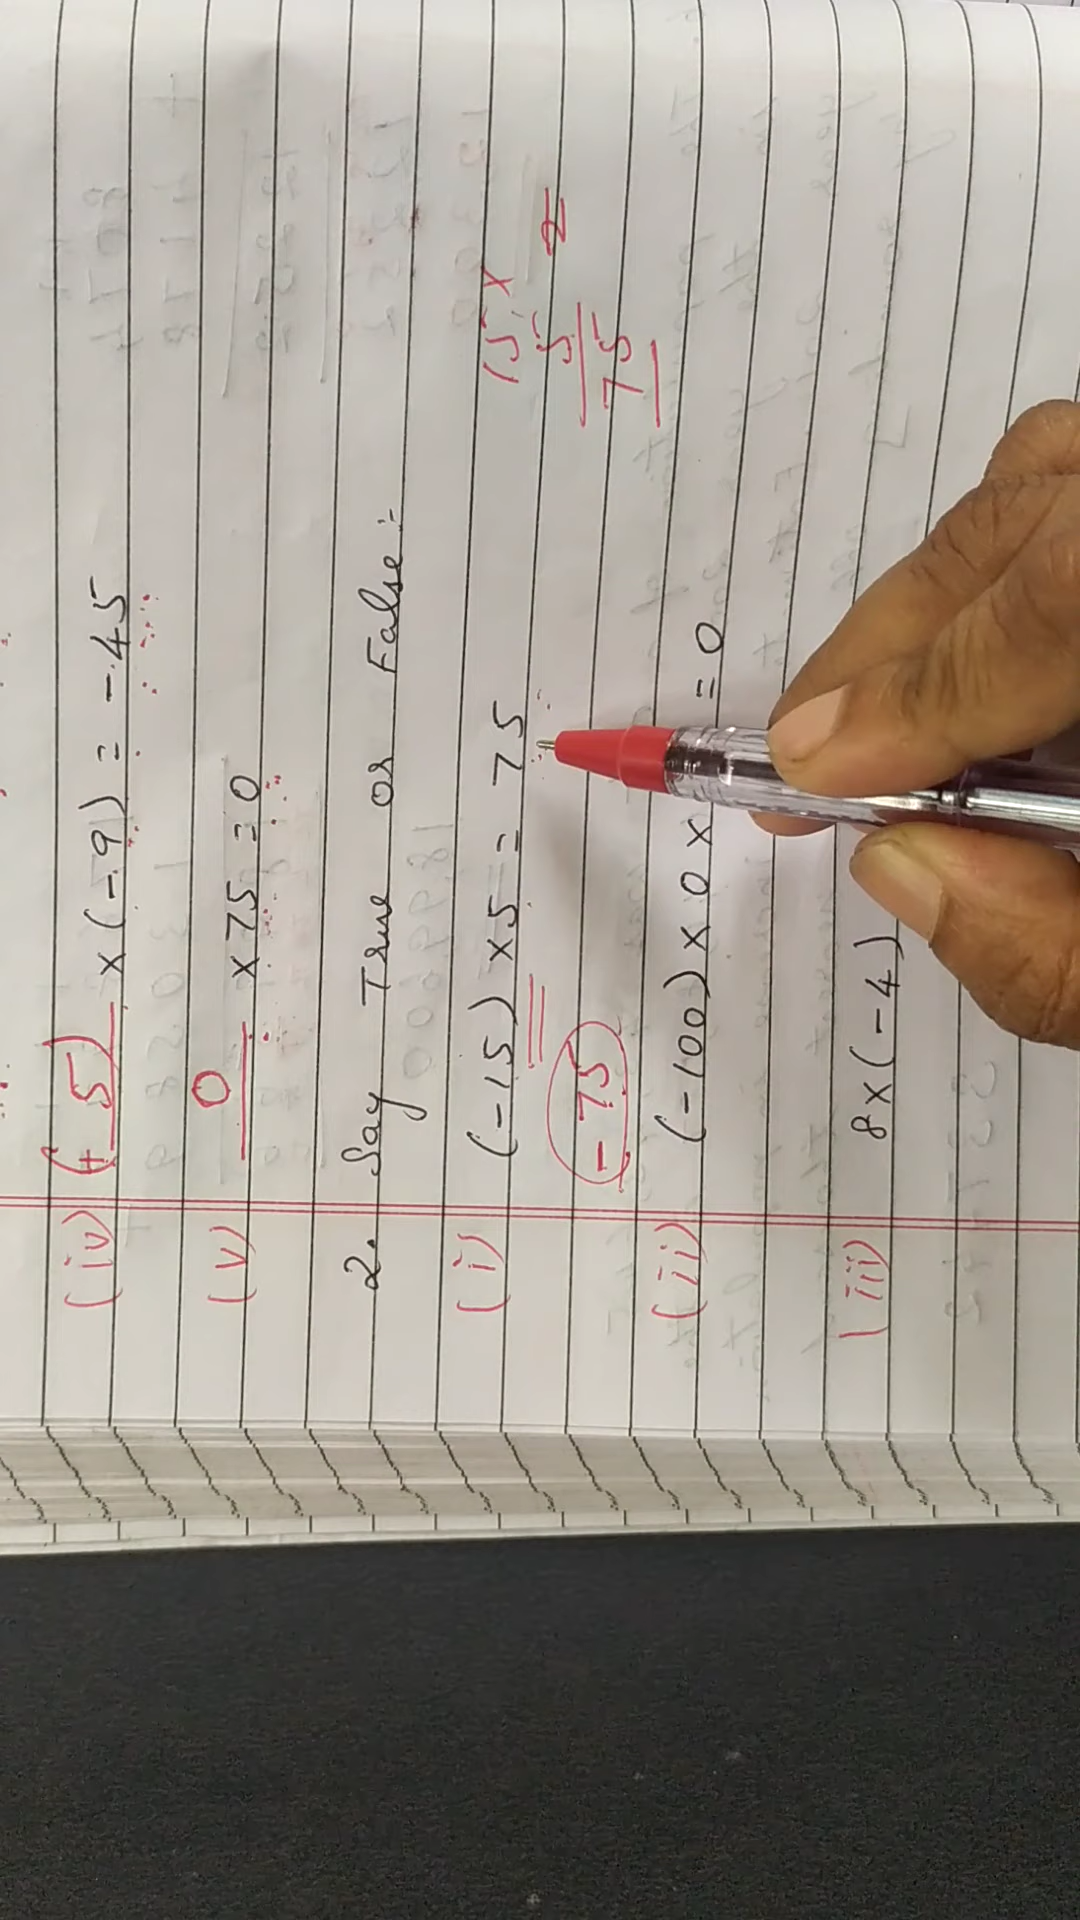 (iv) (+ 5) × (-9) = -45
(v) 0 × 75 = 0
2. Say True or False:-
(i) (-15) × 5 = 75
15 ×
5
75
-75
(ii) (-100) × 0 × = 0
(iii) 8 × (-4)